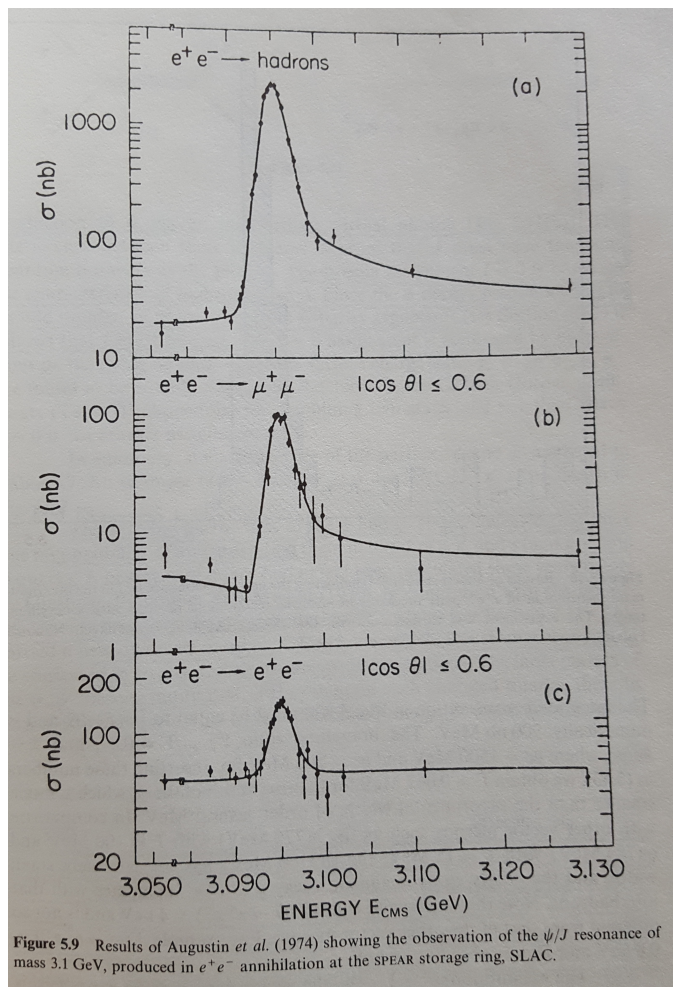 e⁺e⁻ → hadrons
(a)
1000
100
10
σ (nb)
e⁺e⁻ → μ⁺μ⁻ |cos θ| ≤ 0.6
(b)
100
10
1
σ (nb)
e⁺e⁻ → e⁺e⁻ |cos θ| ≤ 0.6
(c)
200
100
20
σ (nb)
3.050 3.090 3.100 3.110 3.120 3.130
ENERGY E_CMS (GeV)
Figure 5.9 Results of Augustin et al. (1974) showing the observation of the ψ/J resonance of
mass 3.1 GeV, produced in e⁺e⁻ annihilation at the SPEAR storage ring, SLAC.